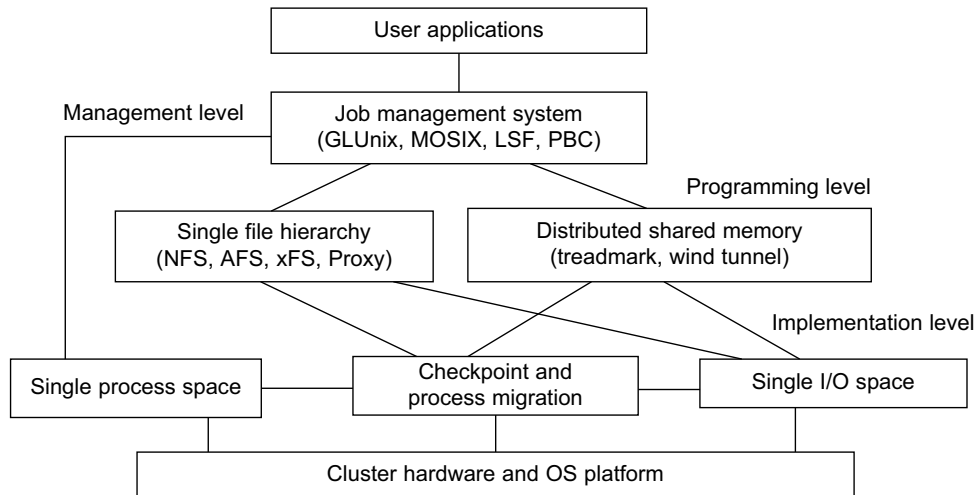 User applications
Management level
Job management system
(GLUnix, MOSIX, LSF, PBC)
Programming level
Single file hierarchy
(NFS, AFS, xFS, Proxy)
Distributed shared memory
(treadmark, wind tunnel)
Implementation level
Single process space
Checkpoint and
process migration
Single I/O space
Cluster hardware and OS platform